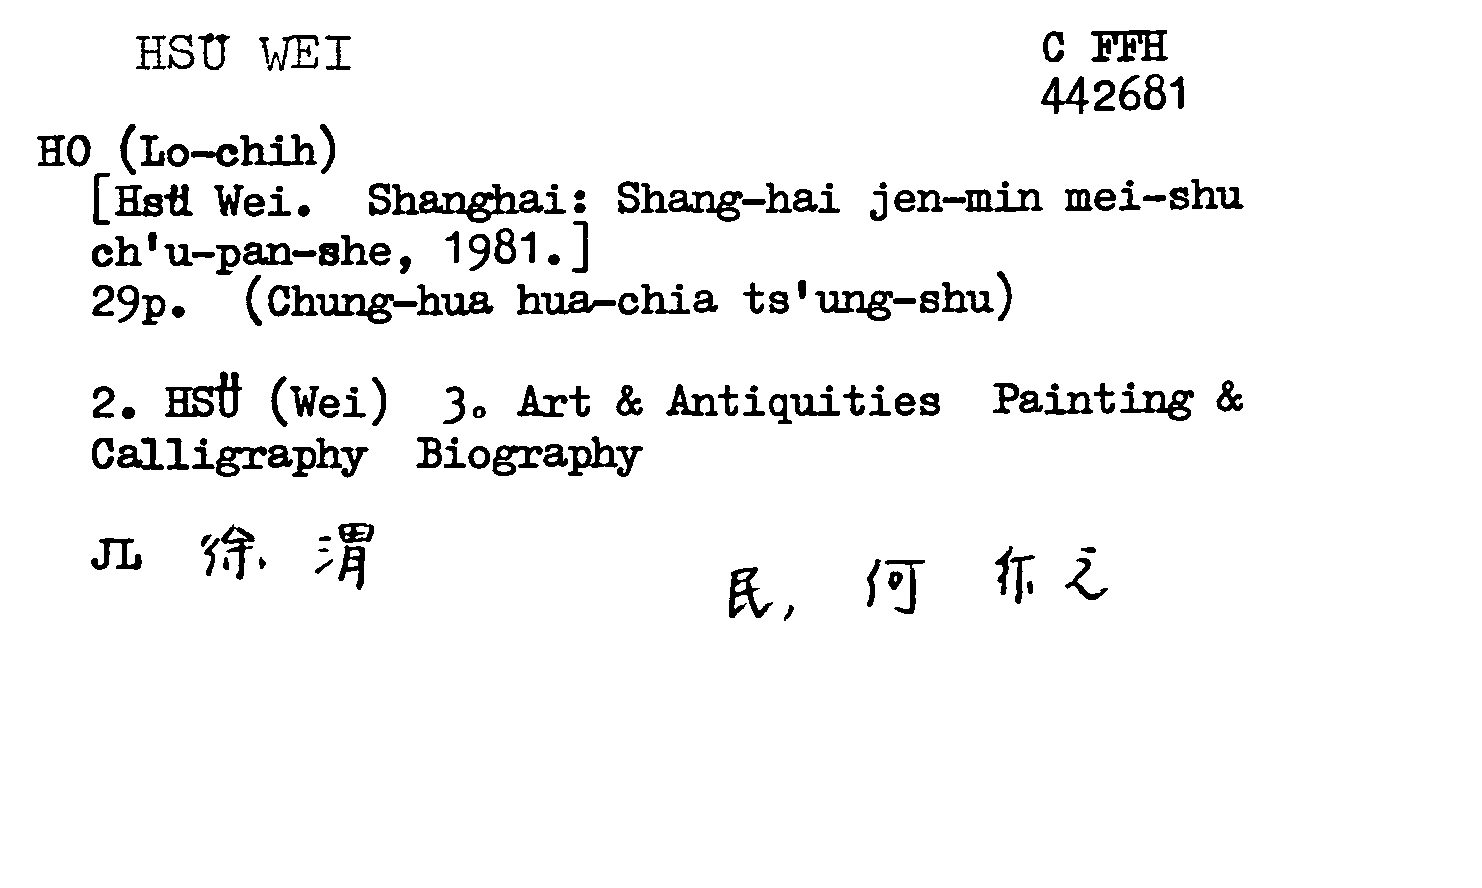 HSÜ WEI
C FFH
442681
HO (Lo-chih)
[Hsü Wei. Shanghai: Shang-hai jen-min mei-shu
ch'u-pan-she, 1981.]
29p. (Chung-hua hua-chia ts'ung-shu)
2. HSÜ (Wei) 3. Art & Antiquities Painting &
Calligraphy Biography
JL 徐 渭
民, 何 之